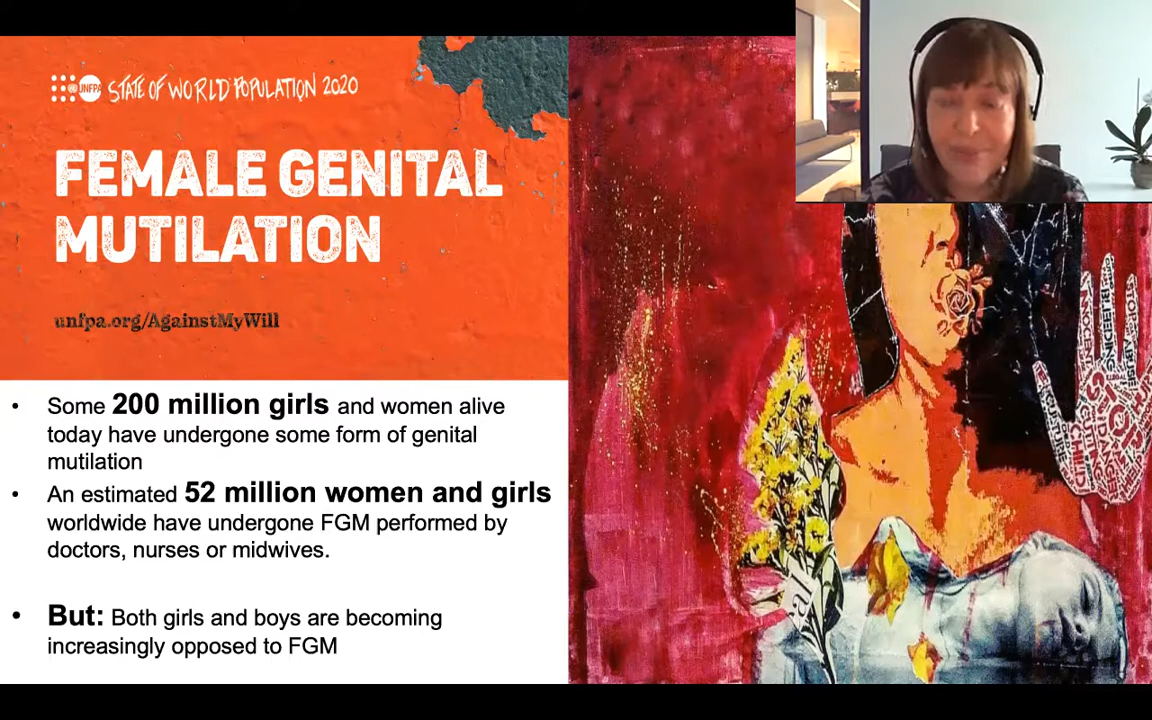 UNFPA STATE OF WORLD POPULATION 2020
FEMALE GENITAL
MUTILATION
unfpa.org/AgainstMyWill
• Some 200 million girls and women alive
today have undergone some form of genital
mutilation
• An estimated 52 million women and girls
worldwide have undergone FGM performed by
doctors, nurses or midwives.
• But: Both girls and boys are becoming
increasingly opposed to FGM
CHILD